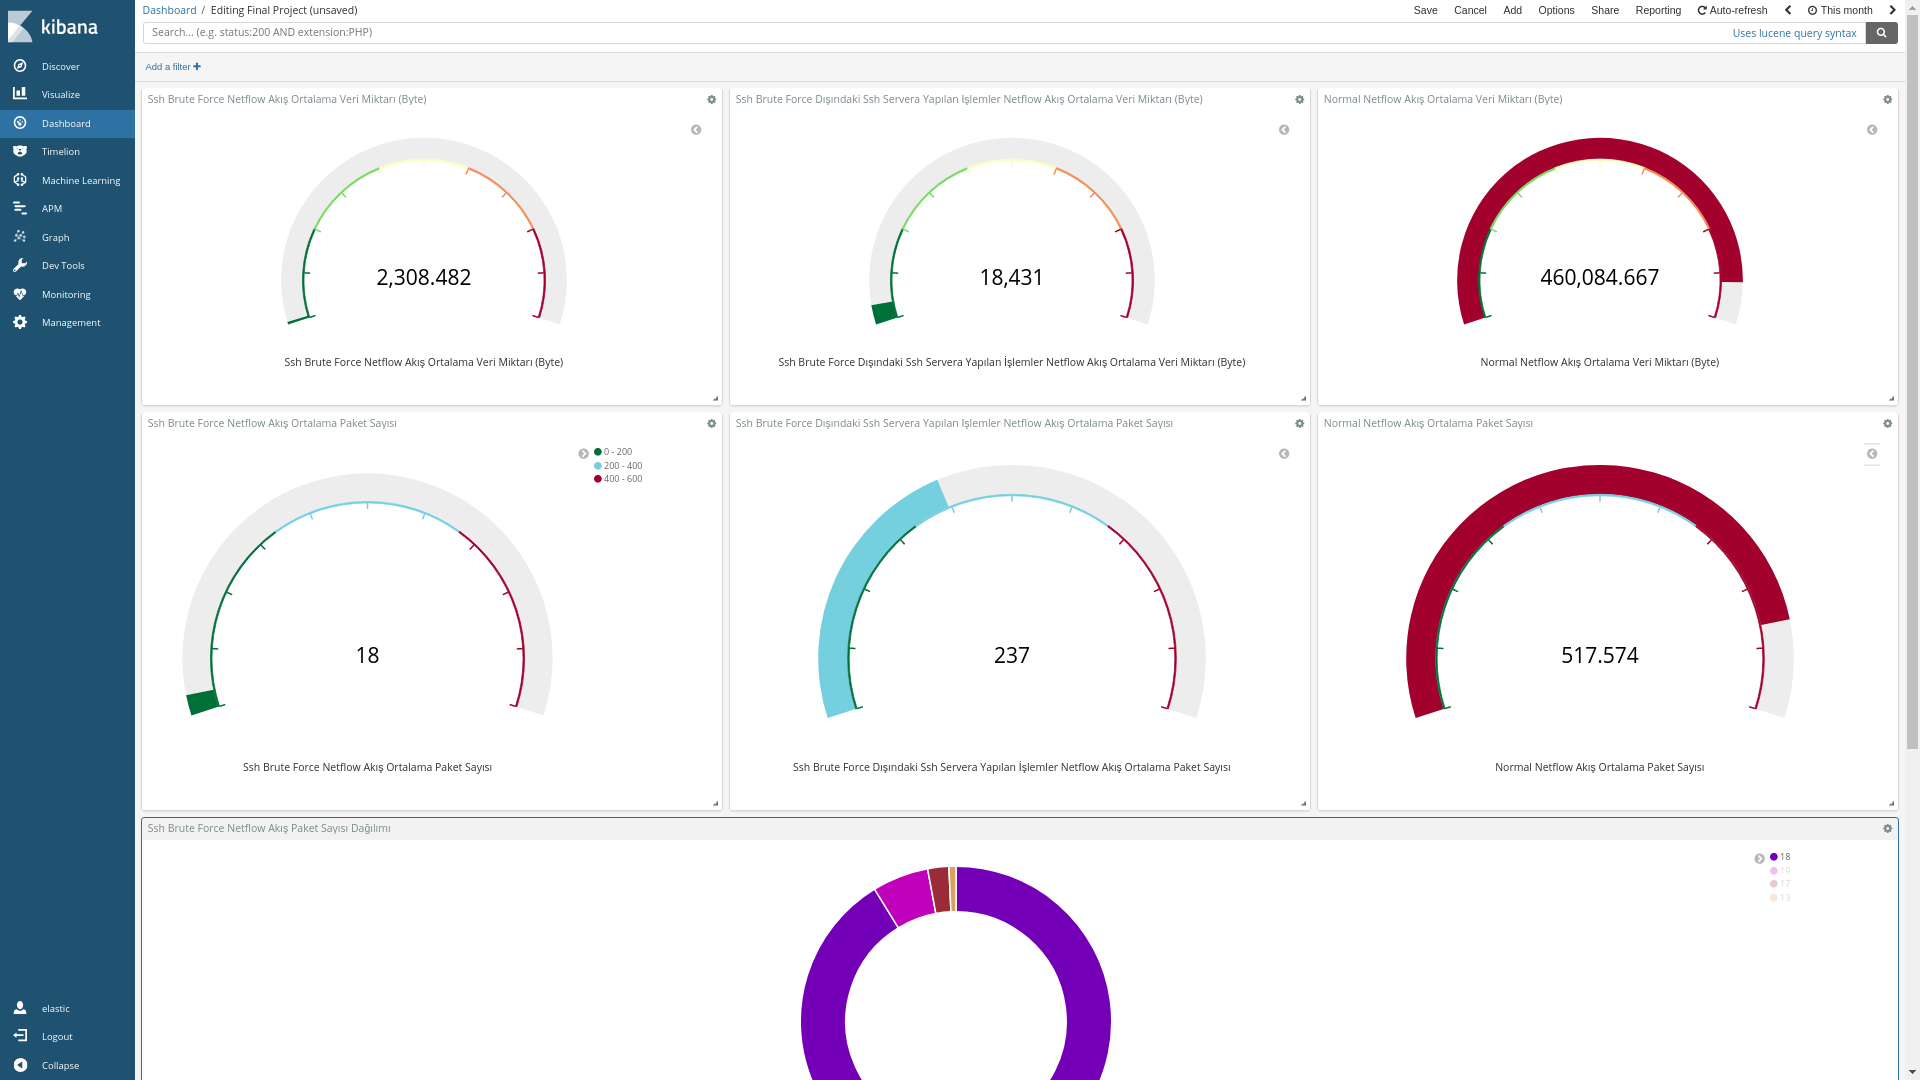 kibana
Discover
Visualize
Dashboard
Timelion
Machine Learning
APM
Graph
Dev Tools
Monitoring
Management
elastic
Logout
Collapse
Dashboard / Editing Final Project (unsaved)
Save Cancel Add Options Share Reporting Auto-refresh This month
Search... (e.g. status:200 AND extension:PHP)
Uses lucene query syntax
Add a filter +
Ssh Brute Force Netflow Akış Ortalama Veri Miktarı (Byte)
2,308.482
Ssh Brute Force Netflow Akış Ortalama Veri Miktarı (Byte)
Ssh Brute Force Dışındaki Ssh Servera Yapılan Işlemler Netflow Akış Ortalama Veri Miktarı (Byte)
18,431
Ssh Brute Force Dışındaki Ssh Servera Yapılan İşlemler Netflow Akış Ortalama Veri Miktarı (Byte)
Normal Netflow Akış Ortalama Veri Miktarı (Byte)
460,084.667
Normal Netflow Akış Ortalama Veri Miktarı (Byte)
Ssh Brute Force Netflow Akış Ortalama Paket Sayısı
0 - 200
200 - 400
400 - 600
18
Ssh Brute Force Netflow Akış Ortalama Paket Sayısı
Ssh Brute Force Dışındaki Ssh Servera Yapılan Işlemler Netflow Akış Ortalama Paket Sayısı
237
Ssh Brute Force Dışındaki Ssh Servera Yapılan İşlemler Netflow Akış Ortalama Paket Sayısı
Normal Netflow Akış Ortalama Paket Sayısı
517.574
Normal Netflow Akış Ortalama Paket Sayısı
Ssh Brute Force Netflow Akış Paket Sayısı Dağılımı
18
19
17
13